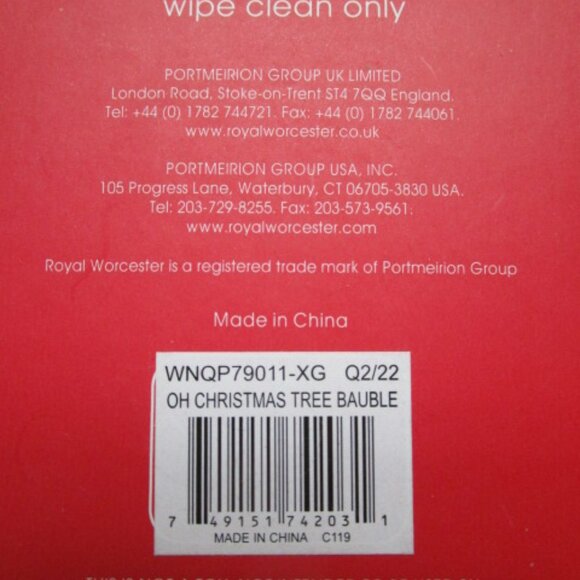 wipe clean only
PORTMEIRION GROUP UK LIMITED
London Road, Stoke-on-Trent ST4 7QQ England.
Tel: +44 (0) 1782 744721. Fax: +44 (0) 1782 744061.
www.royalworcester.co.uk
PORTMEIRION GROUP USA, INC.
105 Progress Lane, Waterbury, CT 06705-3830 USA.
Tel: 203-729-8255. Fax: 203-573-9561.
www.royalworcester.com
Royal Worcester is a registered trade mark of Portmeirion Group
Made in China
WNQP79011-XG Q2/22
OH CHRISTMAS TREE BAUBLE
7 49151 74203 1
MADE IN CHINA C119